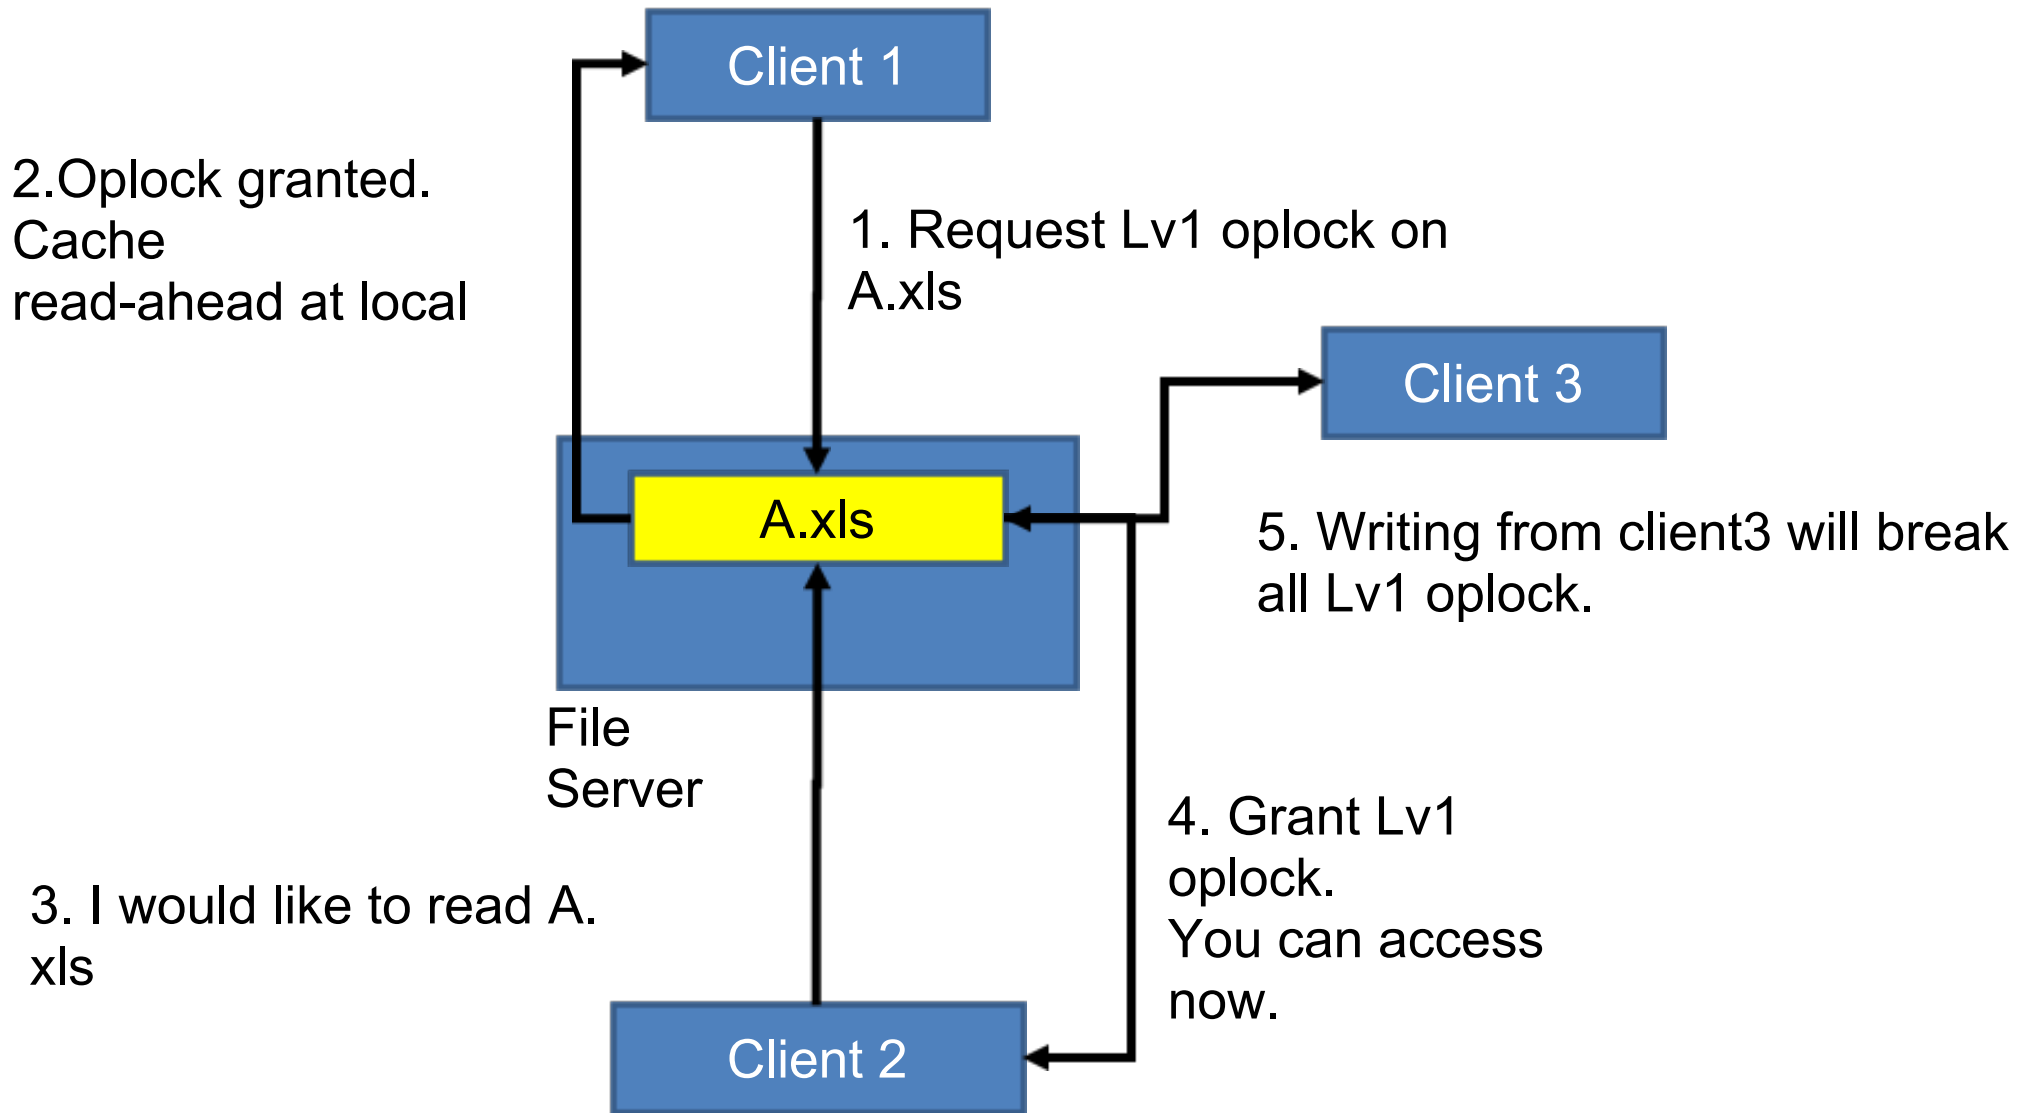 Client 1
2.Oplock granted.
Cache
read-ahead at local
1. Request Lv1 oplock on
A.xls
Client 3
A.xls
5. Writing from client3 will break
all Lv1 oplock.
File
Server
4. Grant Lv1
oplock.
You can access
now.
3. I would like to read A.
xls
Client 2